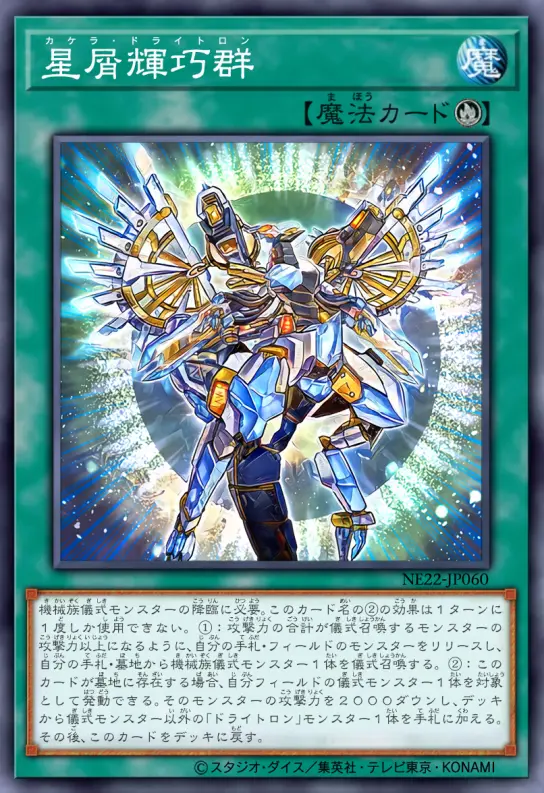 カケラ・ドライトロン
星屑輝巧群
魔
まほう
【魔法カード】
NE22-JP060
機械族儀式モンスターの降臨に必要。このカード名の②の効果は1ターンに
1度しか使用できない。①:攻撃力の合計が儀式召喚するモンスターの
攻撃力以上になるように、自分の手札・フィールドのモンスターをリリースし、
自分の手札・墓地から機械族儀式モンスター1体を儀式召喚する。②:この
カードが墓地に存在する場合、自分フィールドの儀式モンスター1体を対象
として発動できる。そのモンスターの攻撃力を2000ダウンし、デッキ
から儀式モンスター以外の「ドライトロン」モンスター1体を手札に加える。
その後、このカードをデッキに戻す。
©スタジオ・ダイス/集英社・テレビ東京・KONAMI